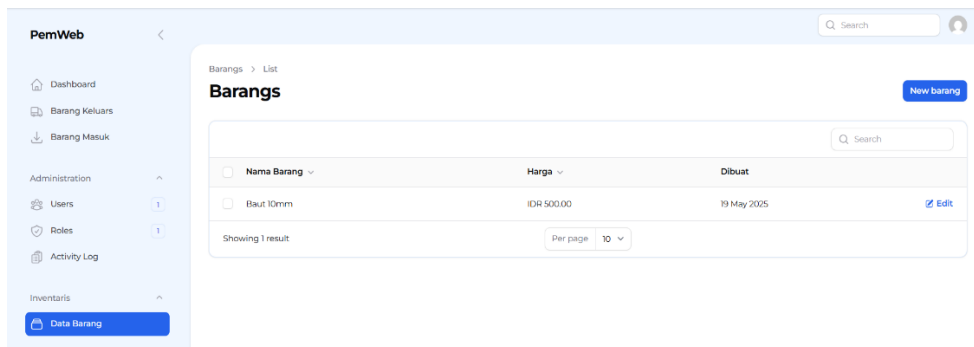 PemWeb
Search
Dashboard
Barang Keluars
Barang Masuk
Administration
Users 1
Roles 1
Activity Log
Inventaris
Data Barang
Barangs > List
Barangs
New barang
Search
Nama Barang Harga Dibuat
Baut 10mm IDR 500.00 19 May 2025 Edit
Showing 1 result Per page 10